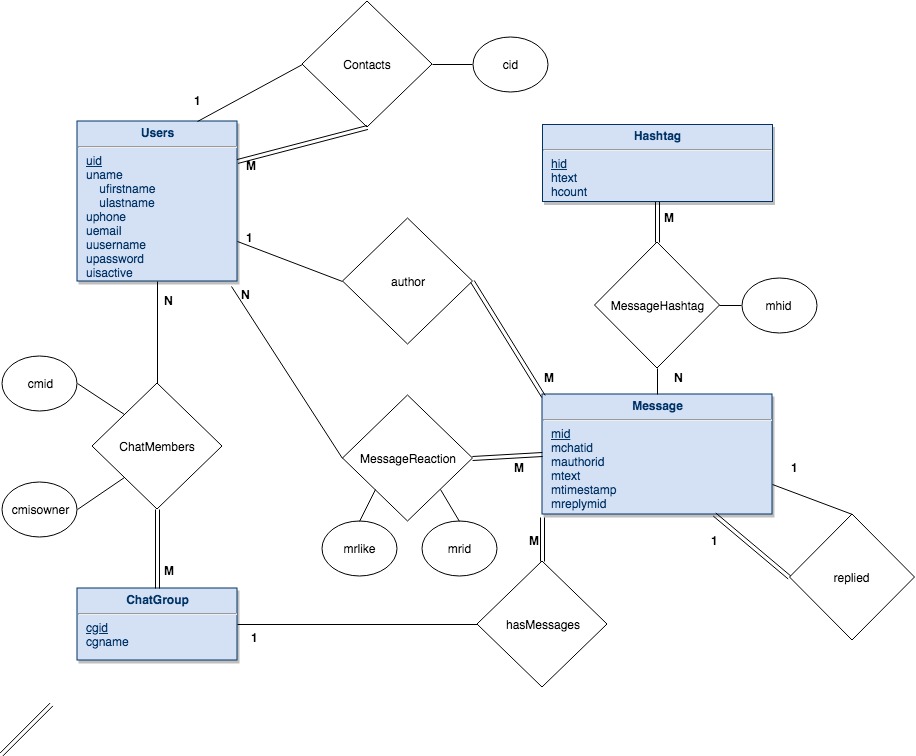 Contacts
cid
1
Users
uid
uname
ufirstname
ulastname
uphone
uemail
uusername
upassword
uisactive
M
Hashtag
hid
htext
hcount
M
1
author
MessageHashtag
mhid
N
N
M
N
cmid
ChatMembers
cmisowner
MessageReaction
M
mrlike
mrid
Message
mid
mchatid
mauthorid
mtext
mtimestamp
mreplymid
1
1
replied
M
M
ChatGroup
cgid
cgname
1
hasMessages